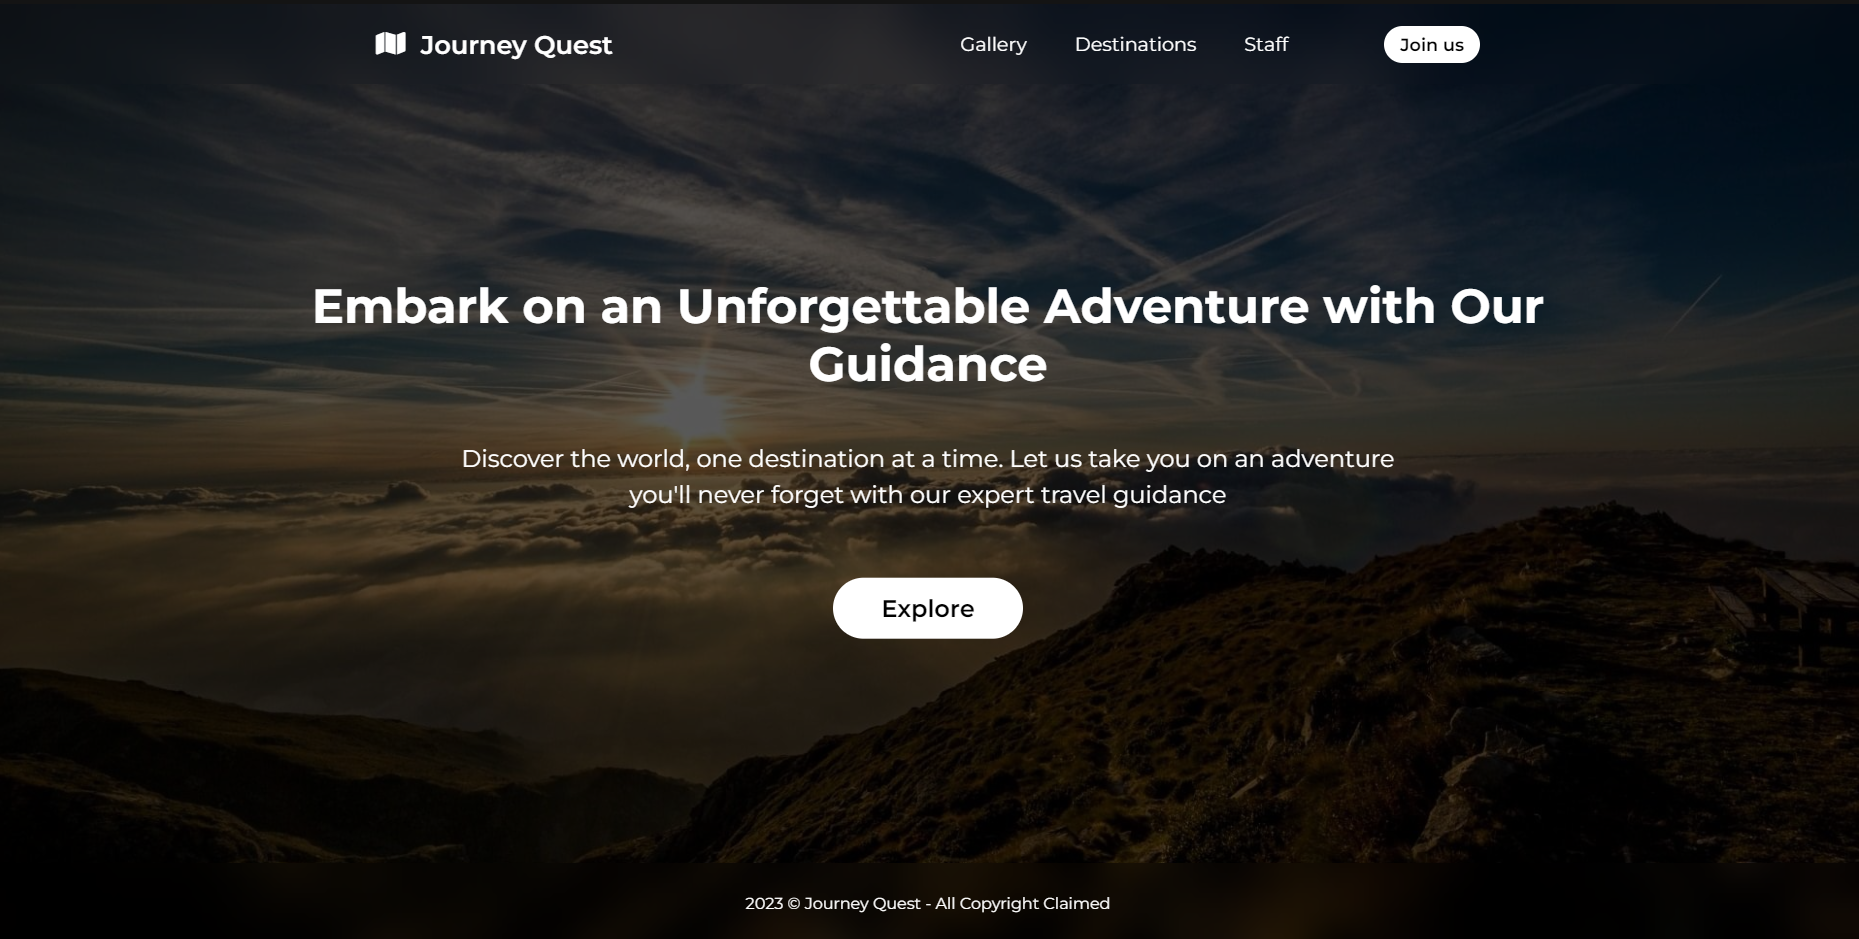 Journey Quest
Gallery Destinations Staff Join us
Embark on an Unforgettable Adventure with Our
Guidance
Discover the world, one destination at a time. Let us take you on an adventure
you'll never forget with our expert travel guidance
Explore
2023 © Journey Quest - All Copyright Claimed